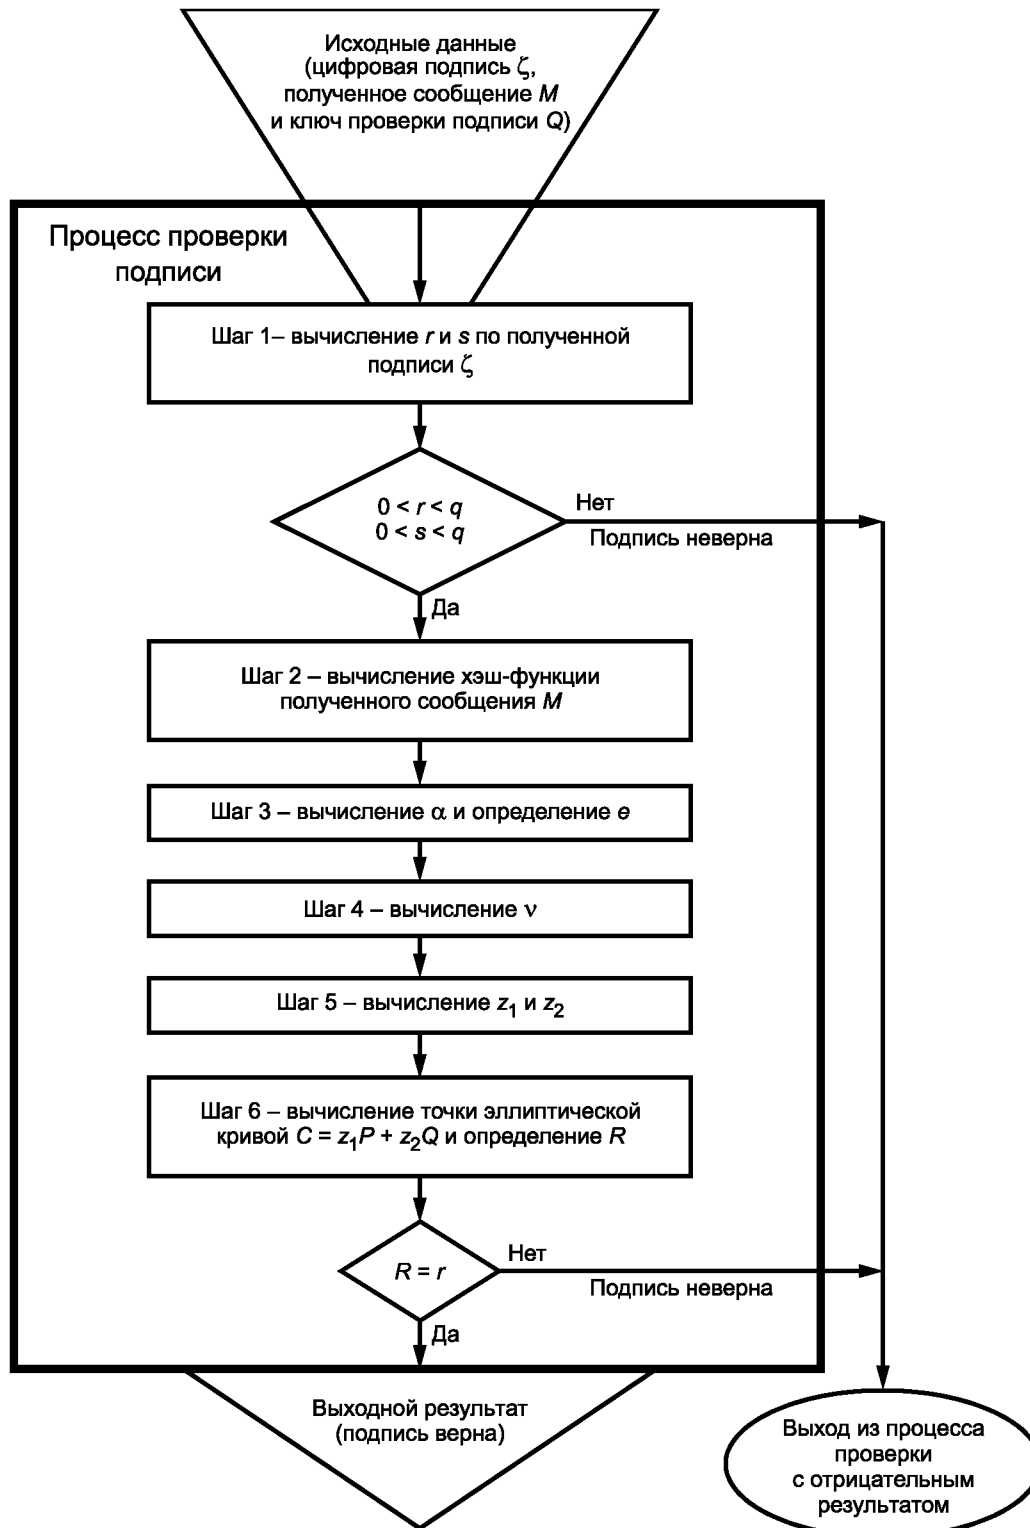 Исходные данные
(цифровая подпись ζ,
полученное сообщение M
и ключ проверки подписи Q)
Процесс проверки
подписи
Шаг 1– вычисление r и s по полученной
подписи ζ
0 < r < q
0 < s < q
Нет
Подпись неверна
Да
Шаг 2 – вычисление хэш-функции
полученного сообщения M
Шаг 3 – вычисление α и определение e
Шаг 4 – вычисление ν
Шаг 5 – вычисление z₁ и z₂
Шаг 6 – вычисление точки эллиптической
кривой C = z₁P + z₂Q и определение R
R = r
Нет
Подпись неверна
Да
Выходной результат
(подпись верна)
Выход из процесса
проверки
с отрицательным
результатом